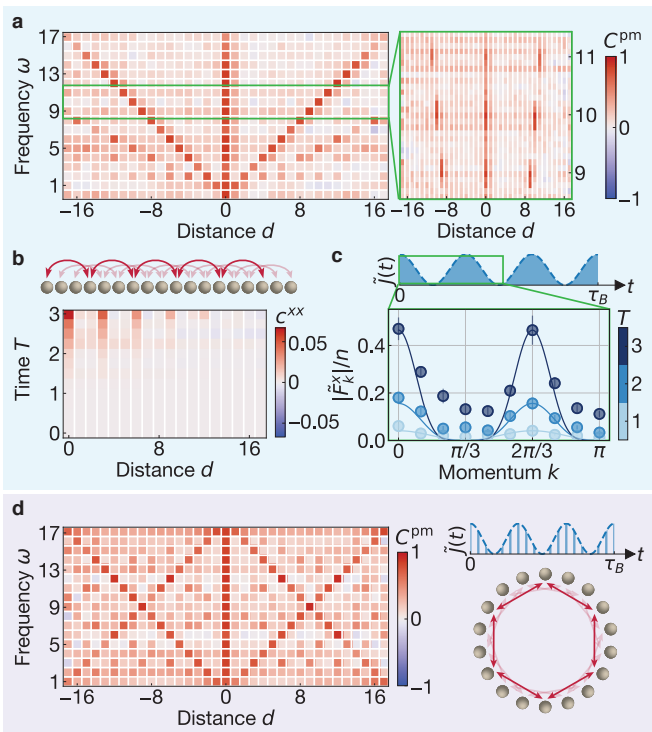 a
Frequency ω
17
13
9
5
1
−16
−8
0
8
16
Distance d
11
10
9
−16
−8
0
8
16
Distance d
C^pm
1
0
−1
b
Time T
3
2
1
0
0
4
8
12
16
Distance d
C^xx
0.05
0
−0.05
c
J̃(t)
0
τ_B
t
|F̃_k^x|/n
0.4
0.2
0.0
0
π/3
2π/3
π
Momentum k
T
3
2
1
d
Frequency ω
17
13
9
5
1
−16
−8
0
8
16
Distance d
C^pm
1
0
−1
J̃(t)
0
τ_B
t